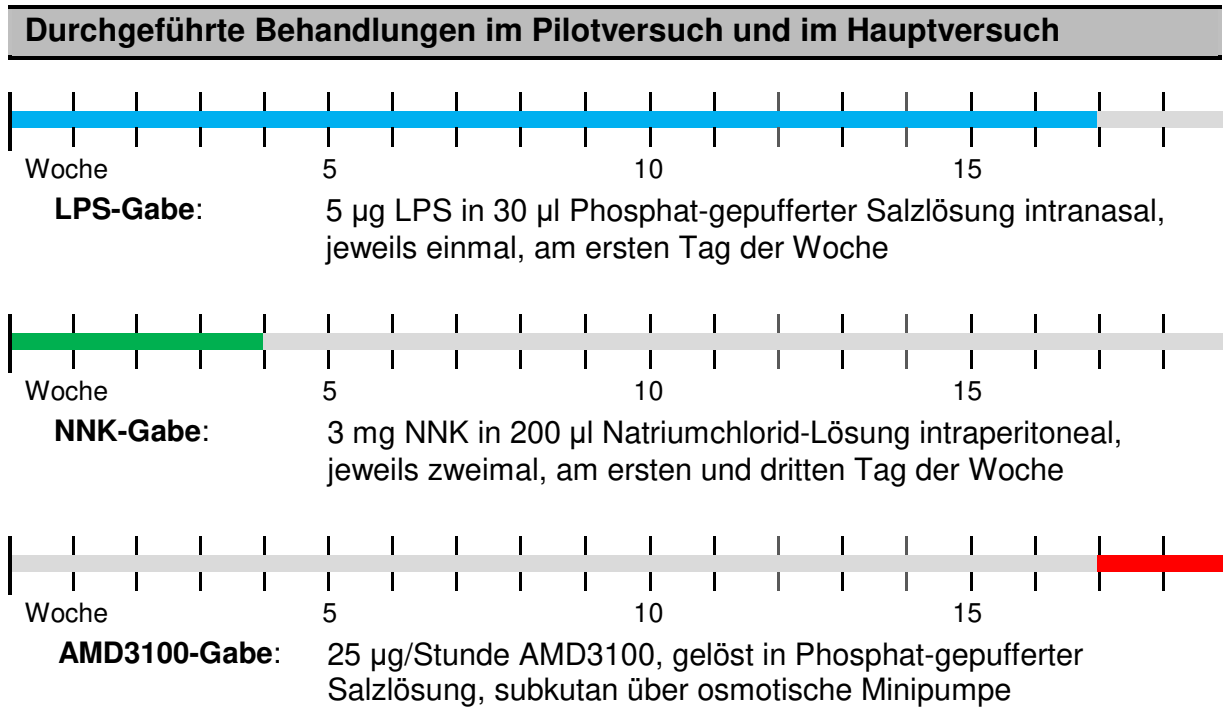 Durchgeführte Behandlungen im Pilotversuch und im Hauptversuch
Woche 5 10 15
LPS-Gabe: 5 µg LPS in 30 µl Phosphat-gepufferter Salzlösung intranasal,
jeweils einmal, am ersten Tag der Woche
Woche 5 10 15
NNK-Gabe: 3 mg NNK in 200 µl Natriumchlorid-Lösung intraperitoneal,
jeweils zweimal, am ersten und dritten Tag der Woche
Woche 5 10 15
AMD3100-Gabe: 25 µg/Stunde AMD3100, gelöst in Phosphat-gepufferter
Salzlösung, subkutan über osmotische Minipumpe